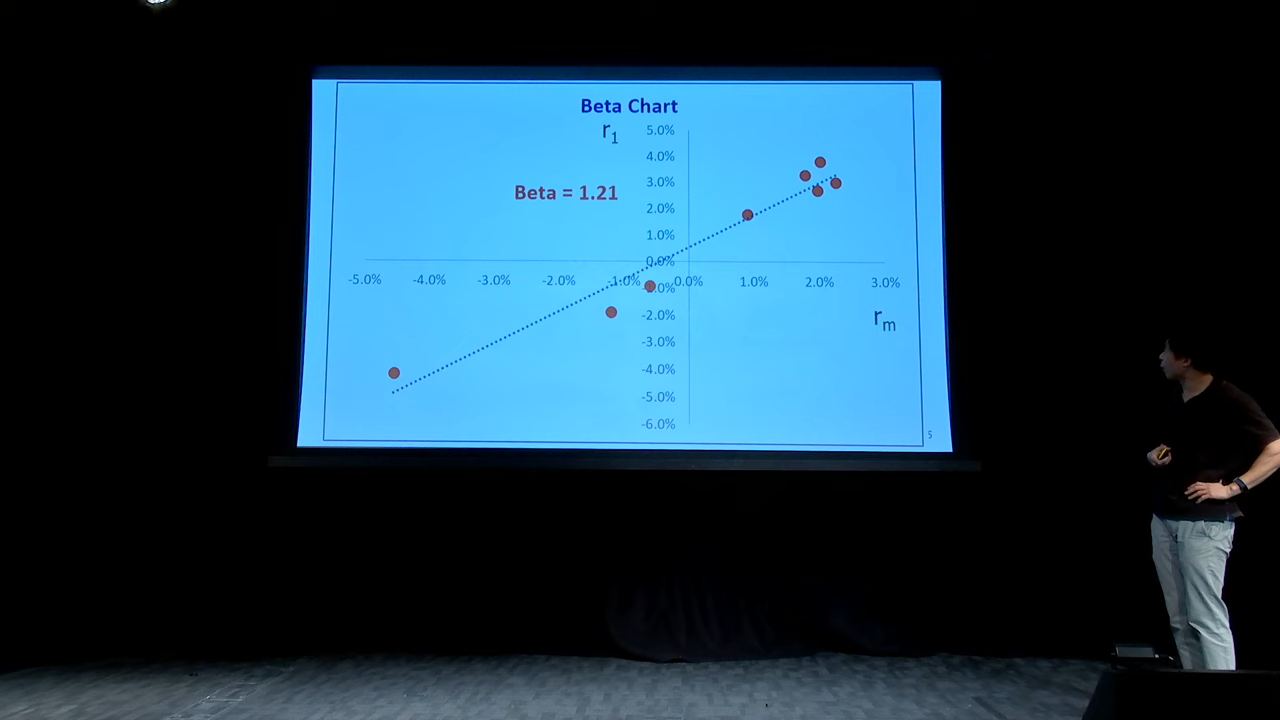 Beta Chart
r1
5.0%
4.0%
3.0%
Beta = 1.21
2.0%
1.0%
0.0%
-5.0% -4.0% -3.0% -2.0% -1.0% 0.0% 1.0% 2.0% 3.0%
-1.0%
-2.0%
rm
-3.0%
-4.0%
-5.0%
-6.0%
5